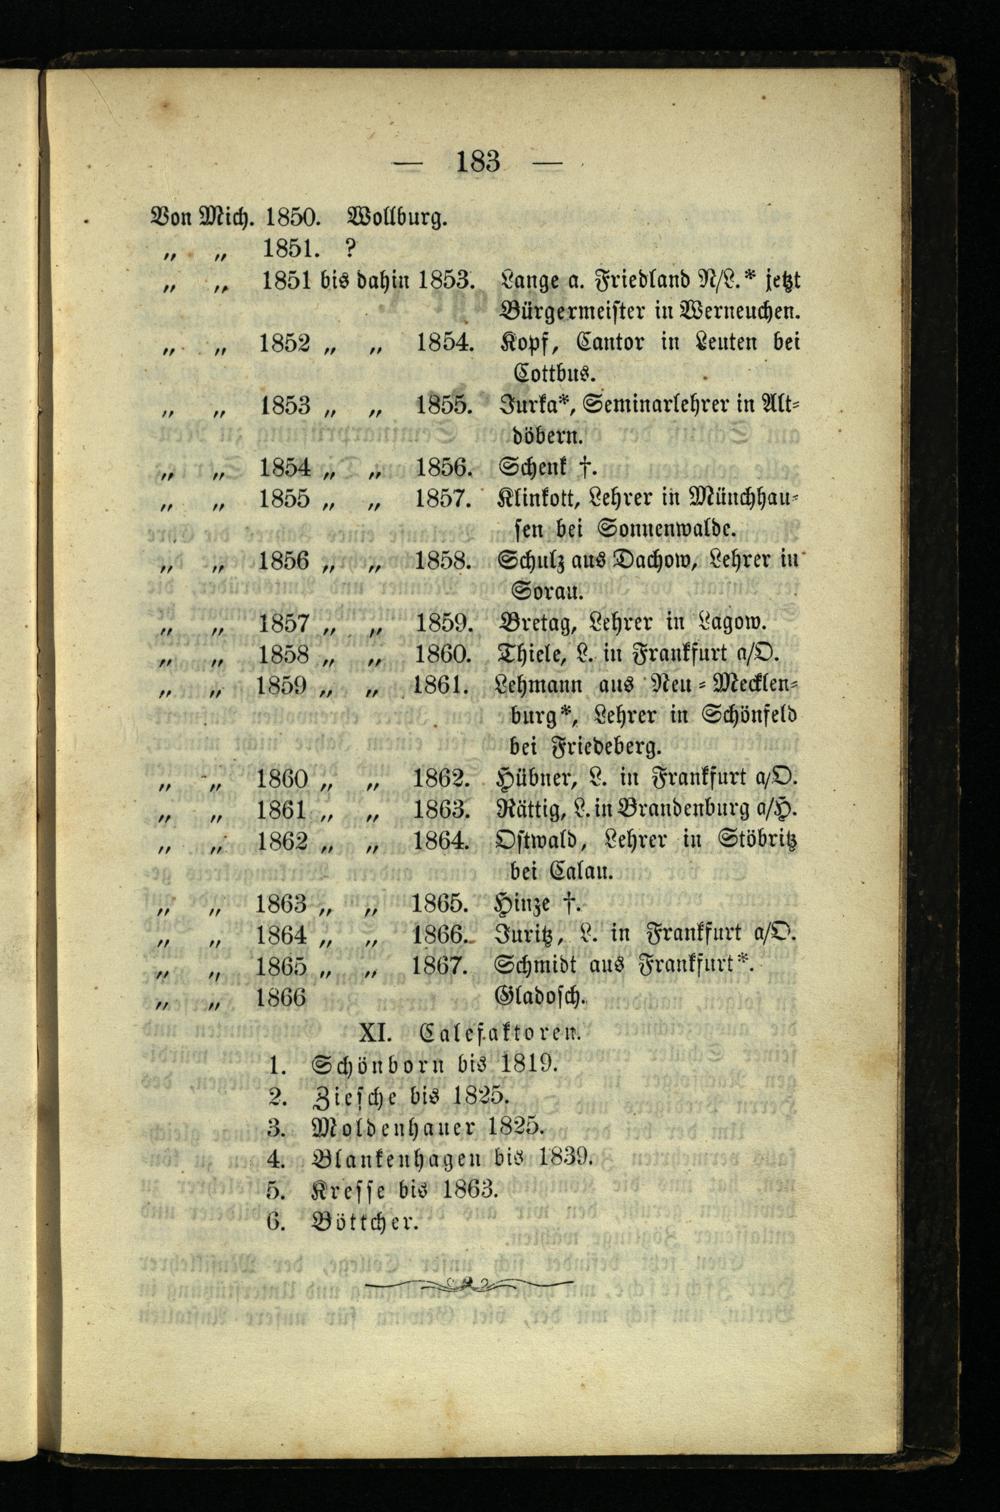 — 183 —
Von Mich. 1850. Wollburg.
„ „ 1851. ?
„ „ 1851 bis dahin 1853. Lange a. Friedland N/L.* jetzt
Bürgermeister in Werneuchen.
„ „ 1852 „ „ 1854. Kopf, Cantor in Leuten bei
Cottbus.
„ „ 1853 „ „ 1855. Jurka*, Seminarlehrer in Alt-
döbern.
„ „ 1854 „ „ 1856. Schenk †.
„ „ 1855 „ „ 1857. Klinkott, Lehrer in Münchhau-
sen bei Sonnenwalde.
„ „ 1856 „ „ 1858. Schulz aus Dachow, Lehrer in
Sorau.
„ „ 1857 „ „ 1859. Bretag, Lehrer in Lagow.
„ „ 1858 „ „ 1860. Thiele, L. in Frankfurt a/O.
„ „ 1859 „ „ 1861. Lehmann aus Neu-Mecklen-
burg*, Lehrer in Schönfeld
bei Friedeberg.
„ „ 1860 „ „ 1862. Hübner, L. in Frankfurt a/O.
„ „ 1861 „ „ 1863. Rättig, L. in Brandenburg a/H.
„ „ 1862 „ „ 1864. Ostwald, Lehrer in Stöbritz
bei Calau.
„ „ 1863 „ „ 1865. Hinze †.
„ „ 1864 „ „ 1866. Juritz, L. in Frankfurt a/O.
„ „ 1865 „ „ 1867. Schmidt aus Frankfurt*.
„ „ 1866 Gladosch.
XI. Calefaktoren.
1. Schönborn bis 1819.
2. Ziesche bis 1825.
3. Moldenhauer 1825.
4. Blankenhagen bis 1839.
5. Kresse bis 1863.
6. Böttcher.